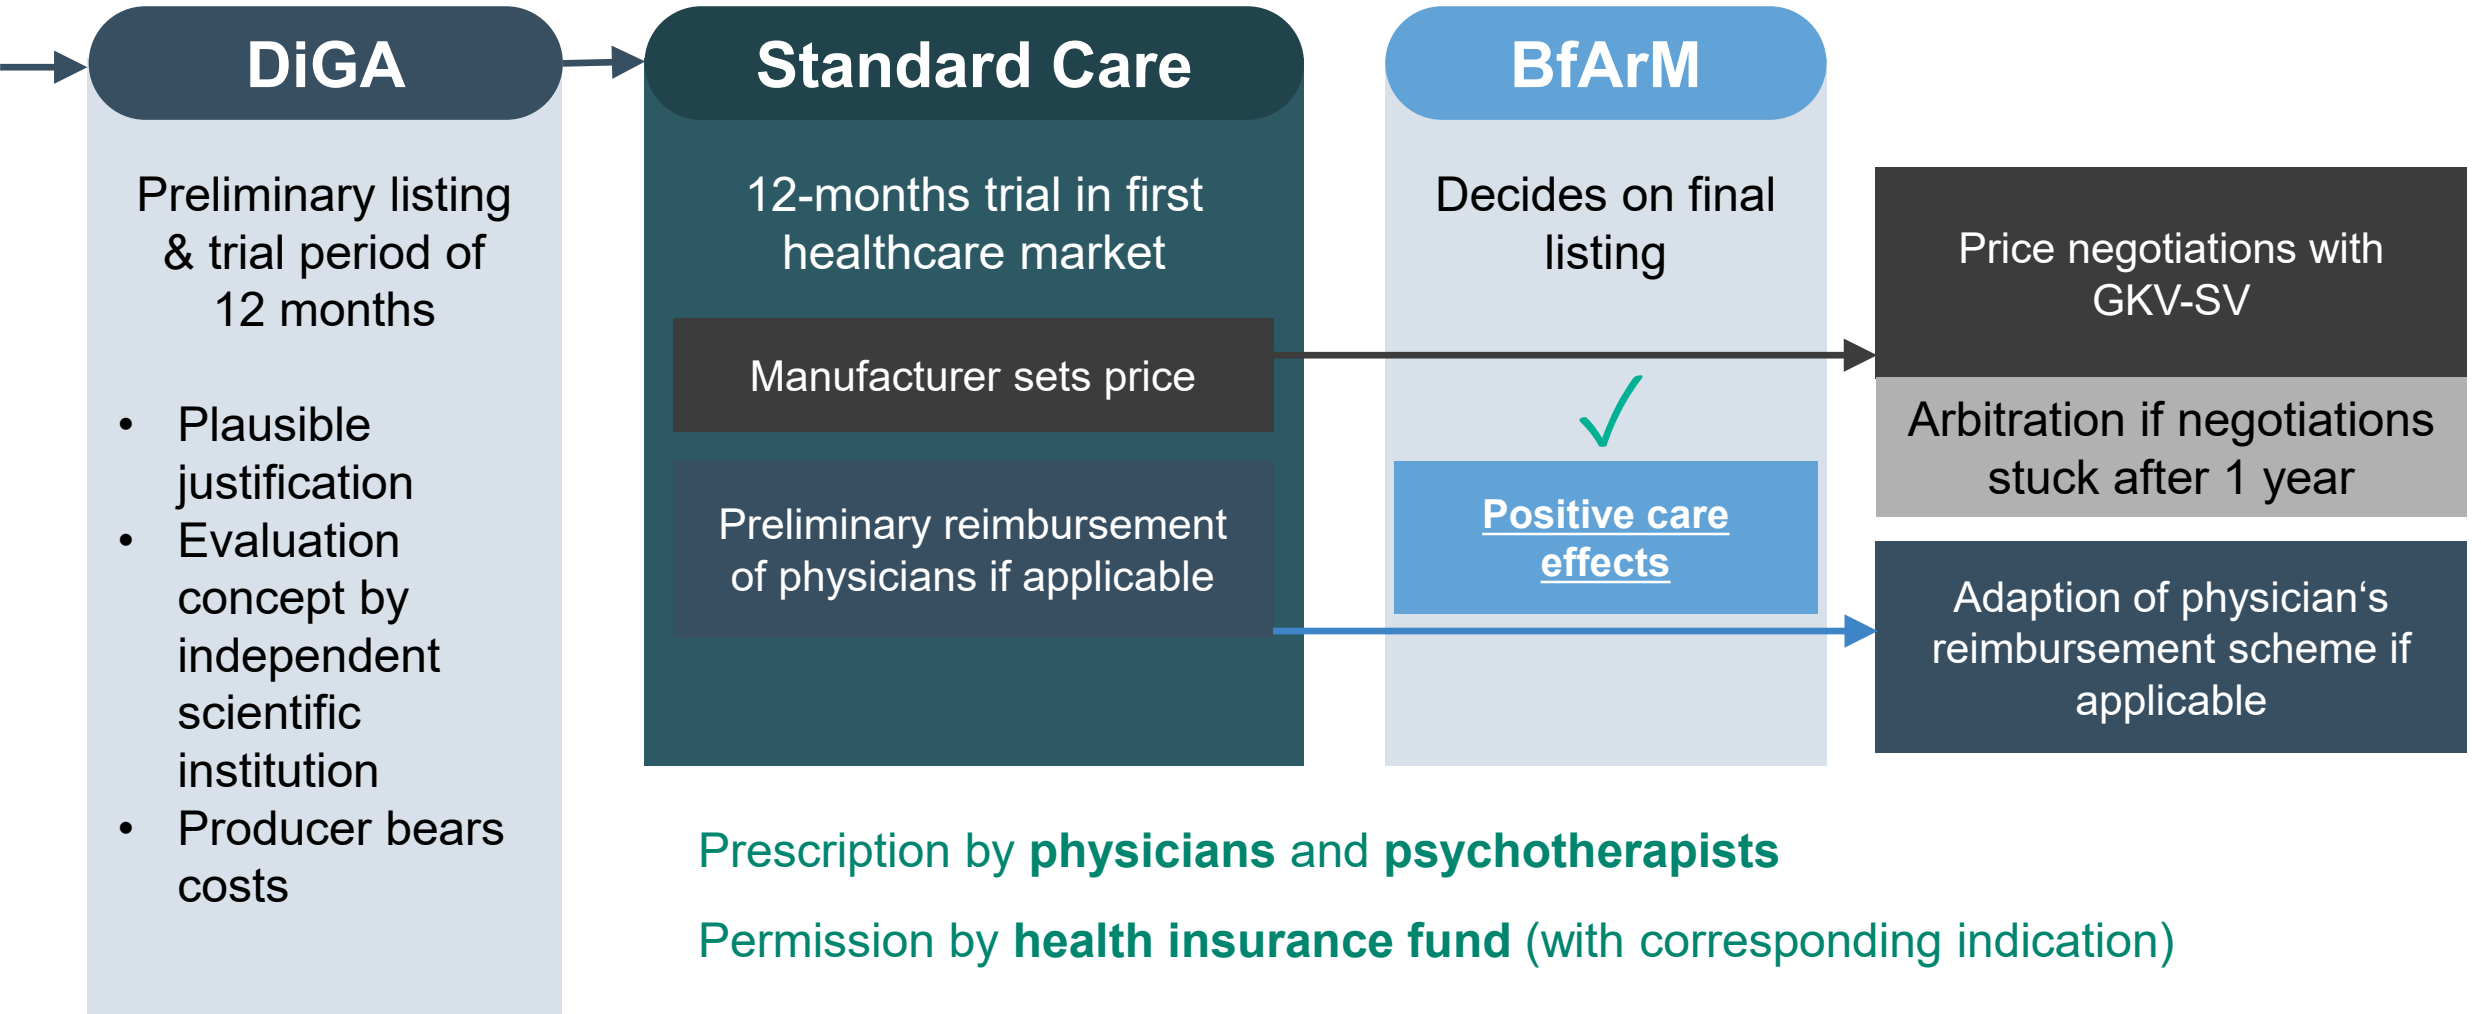 DiGA
Preliminary listing
& trial period of
12 months
• Plausible
justification
• Evaluation
concept by
independent
scientific
institution
• Producer bears
costs
Standard Care
12-months trial in first
healthcare market
Manufacturer sets price
Preliminary reimbursement
of physicians if applicable
BfArM
Decides on final
listing
✓
Positive care
effects
Price negotiations with
GKV-SV
Arbitration if negotiations
stuck after 1 year
Adaption of physician‘s
reimbursement scheme if
applicable
Prescription by physicians and psychotherapists
Permission by health insurance fund (with corresponding indication)